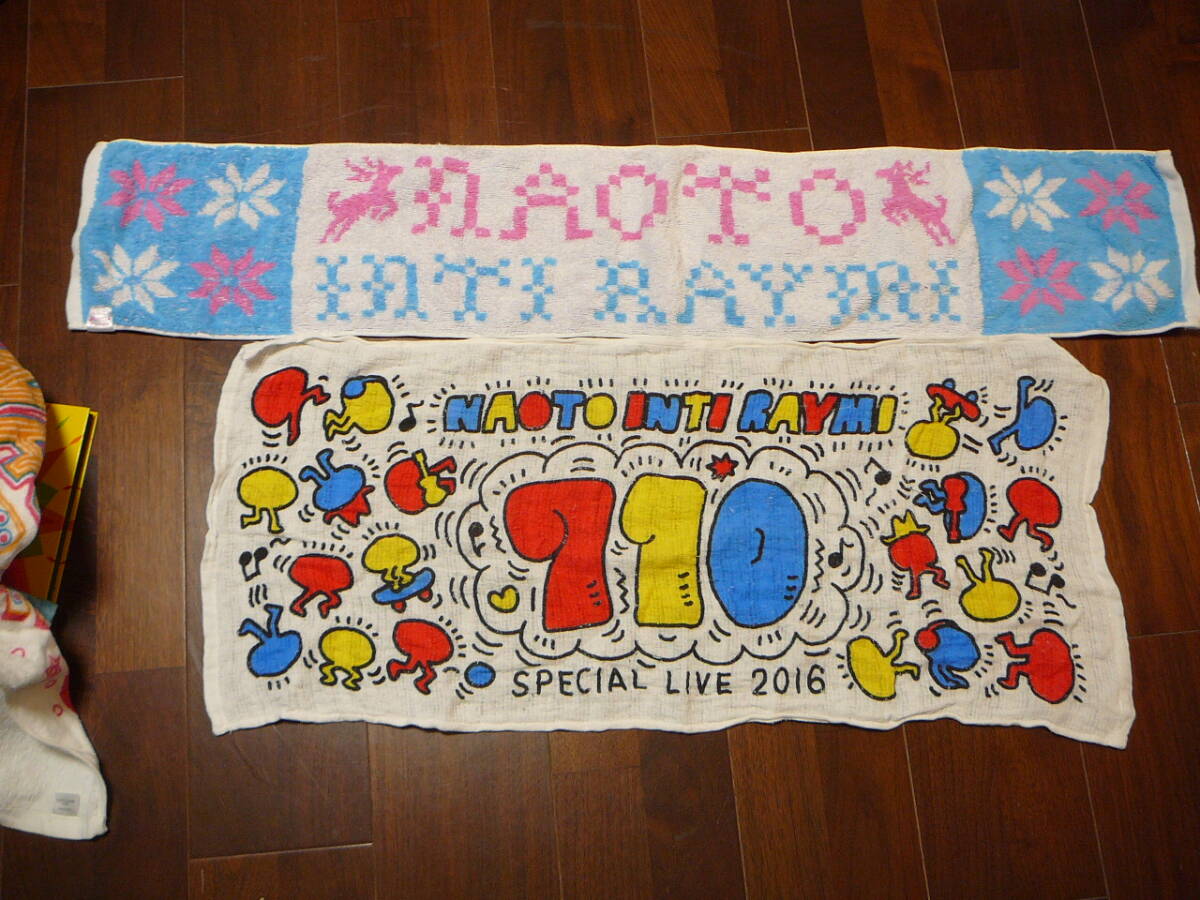 NAOTO
INTI RAYMI
NAOTO INTI RAYMI
710
SPECIAL LIVE 2016